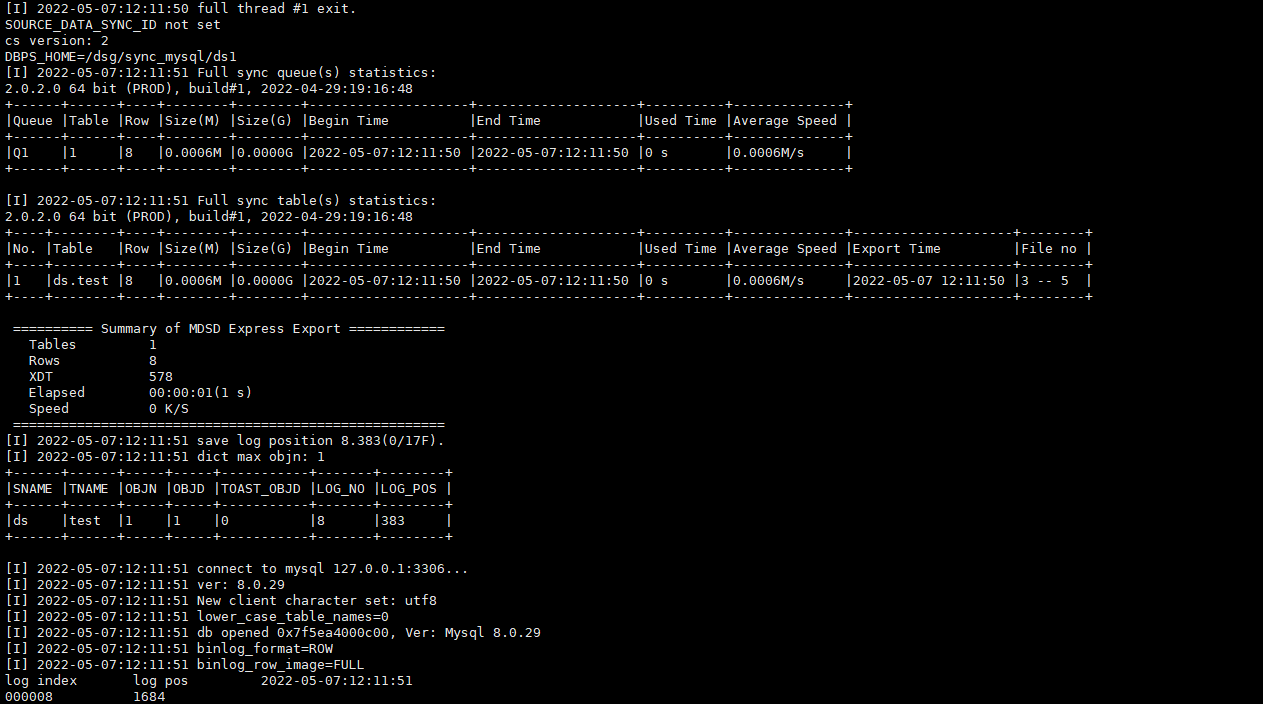 [I] 2022-05-07:12:11:50 full thread #1 exit.
SOURCE_DATA_SYNC_ID not set
cs version: 2
DBPS_HOME=/dsg/sync_mysql/ds1
[I] 2022-05-07:12:11:51 Full sync queue(s) statistics:
2.0.2.0 64 bit (PROD), build#1, 2022-04-29:19:16:48
+------+------+----+--------+--------+--------------------+--------------------+----------+--------------+
|Queue |Table |Row |Size(M) |Size(G) |Begin Time          |End Time            |Used Time |Average Speed |
+------+------+----+--------+--------+--------------------+--------------------+----------+--------------+
|Q1    |1     |8   |0.0006M |0.0000G |2022-05-07:12:11:50 |2022-05-07:12:11:50 |0 s       |0.0006M/s     |
+------+------+----+--------+--------+--------------------+--------------------+----------+--------------+

[I] 2022-05-07:12:11:51 Full sync table(s) statistics:
2.0.2.0 64 bit (PROD), build#1, 2022-04-29:19:16:48
+----+--------+----+--------+--------+--------------------+--------------------+----------+--------------+--------------------+--------+
|No. |Table   |Row |Size(M) |Size(G) |Begin Time          |End Time            |Used Time |Average Speed |Export Time         |File no |
+----+--------+----+--------+--------+--------------------+--------------------+----------+--------------+--------------------+--------+
|1   |ds.test |8   |0.0006M |0.0000G |2022-05-07:12:11:50 |2022-05-07:12:11:50 |0 s       |0.0006M/s     |2022-05-07 12:11:50 |3 -- 5  |
+----+--------+----+--------+--------+--------------------+--------------------+----------+--------------+--------------------+--------+

 ========== Summary of MDSD Express Export ============
   Tables         1
   Rows           8
   XDT            578
   Elapsed        00:00:01(1 s)
   Speed          0 K/S
 ======================================================
[I] 2022-05-07:12:11:51 save log position 8.383(0/17F).
[I] 2022-05-07:12:11:51 dict max objn: 1
+------+------+-----+-----+-----------+-------+--------+
|SNAME |TNAME |OBJN |OBJD |TOAST_OBJD |LOG_NO |LOG_POS |
+------+------+-----+-----+-----------+-------+--------+
|ds    |test  |1    |1    |0          |8      |383     |
+------+------+-----+-----+-----------+-------+--------+

[I] 2022-05-07:12:11:51 connect to mysql 127.0.0.1:3306...
[I] 2022-05-07:12:11:51 ver: 8.0.29
[I] 2022-05-07:12:11:51 New client character set: utf8
[I] 2022-05-07:12:11:51 lower_case_table_names=0
[I] 2022-05-07:12:11:51 db opened 0x7f5ea4000c00, Ver: Mysql 8.0.29
[I] 2022-05-07:12:11:51 binlog_format=ROW
[I] 2022-05-07:12:11:51 binlog_row_image=FULL
log index       log pos         2022-05-07:12:11:51
000008          1684